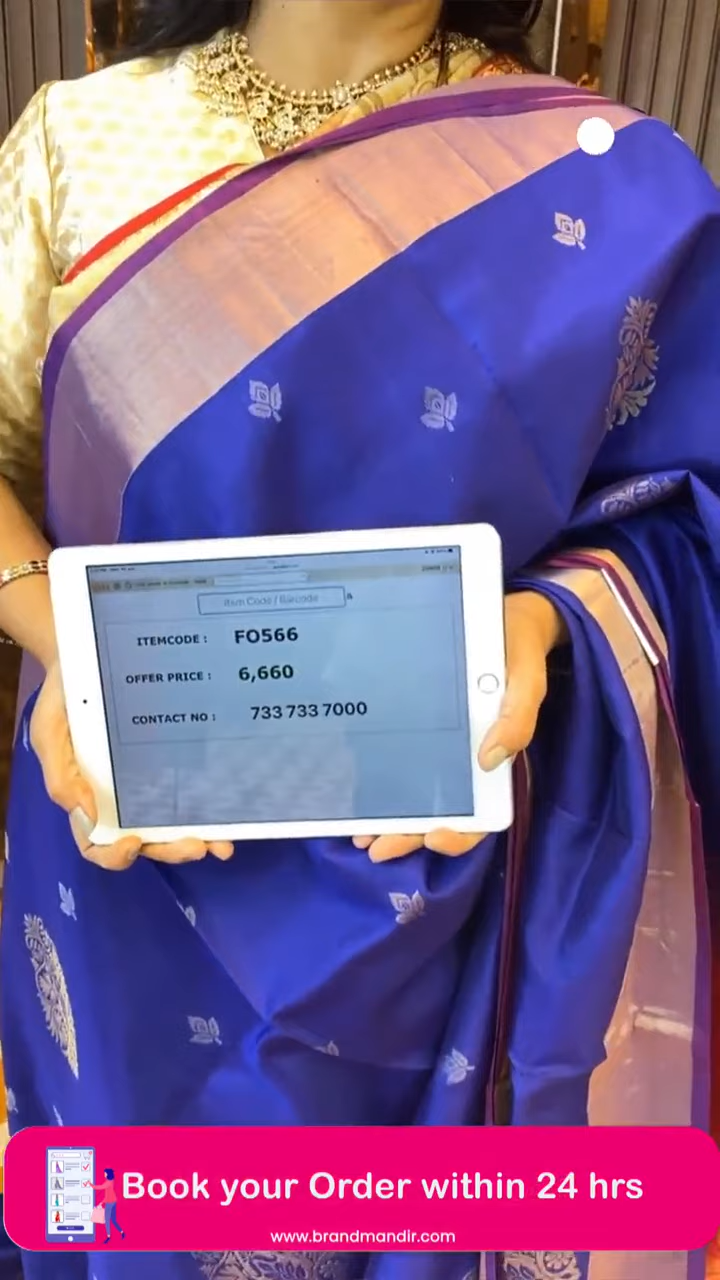 Item Code / Barcode
ITEMCODE : FO566
OFFER PRICE : 6,660
CONTACT NO : 733 733 7000
Book your Order within 24 hrs
www.brandmandir.com